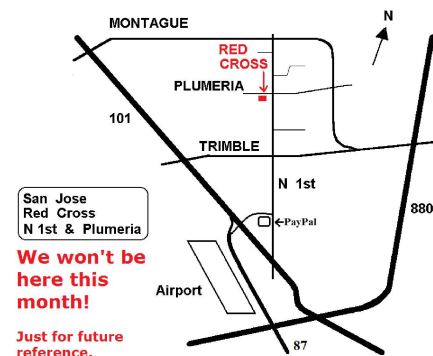 MONTAGUE
N
RED
CROSS
PLUMERIA
101
TRIMBLE
N 1st
880
PayPal
San Jose
Red Cross
N 1st & Plumeria
We won't be
here this
month!
Airport
Just for future
reference.
87